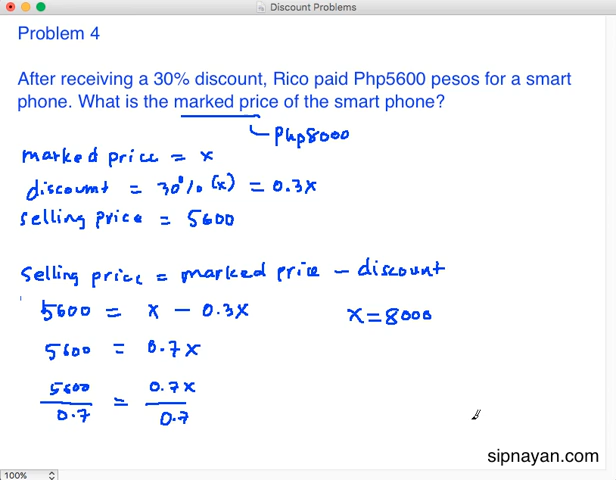 Discount Problems
Problem 4
After receiving a 30% discount, Rico paid Php5600 pesos for a smart
phone. What is the marked price of the smart phone?
Php8000
marked price = x
discount = 30% (x) = 0.3x
selling price = 5600
selling price = marked price - discount
5600 = x - 0.3x
x=8000
5600 = 0.7x
5600 = 0.7x
0.7 0.7
sipnayan.com
100%